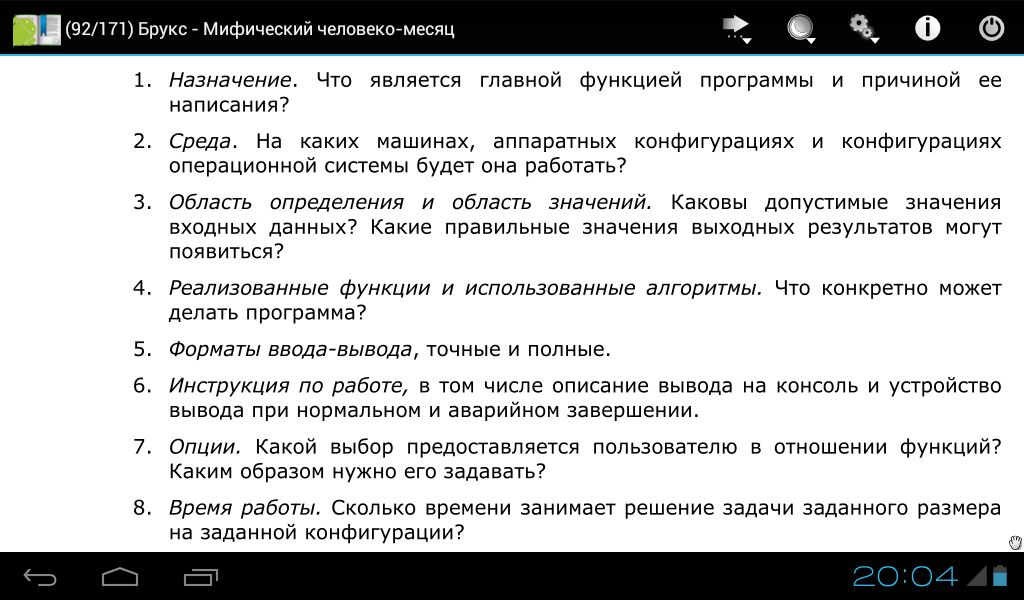 (92/171) Брукс - Мифический человеко-месяц
1. Назначение. Что является главной функцией программы и причиной ее
написания?
2. Среда. На каких машинах, аппаратных конфигурациях и конфигурациях
операционной системы будет она работать?
3. Область определения и область значений. Каковы допустимые значения
входных данных? Какие правильные значения выходных результатов могут
появиться?
4. Реализованные функции и использованные алгоритмы. Что конкретно может
делать программа?
5. Форматы ввода-вывода, точные и полные.
6. Инструкция по работе, в том числе описание вывода на консоль и устройство
вывода при нормальном и аварийном завершении.
7. Опции. Какой выбор предоставляется пользователю в отношении функций?
Каким образом нужно его задавать?
8. Время работы. Сколько времени занимает решение задачи заданного размера
на заданной конфигурации?
20:04